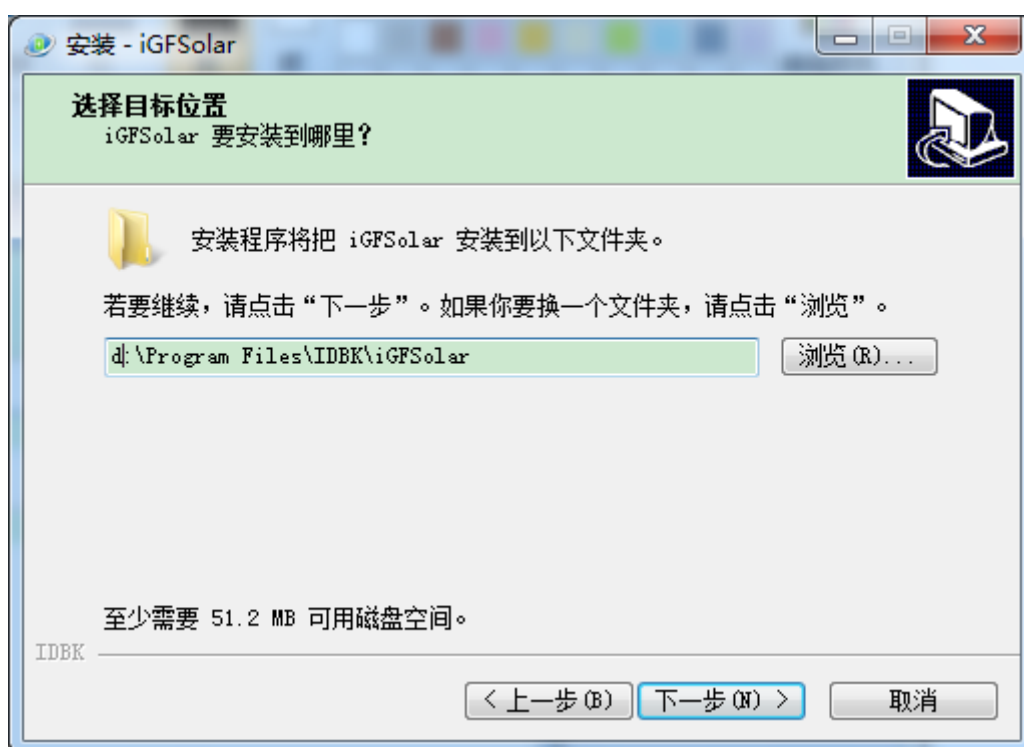 安装 - iGFSolar
选择目标位置
iGFSolar 要安装到哪里?
安装程序将把 iGFSolar 安装到以下文件夹。
若要继续,请点击“下一步”。如果你要换一个文件夹,请点击“浏览”。
d:\Program Files\IDBK\iGFSolar
浏览(R)...
至少需要 51.2 MB 可用磁盘空间。
IDBK
< 上一步(B)
下一步(N) >
取消